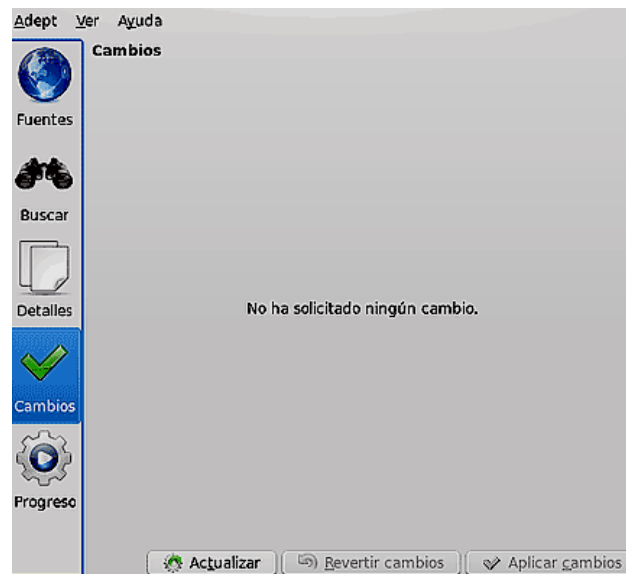 Adept Ver Ayuda
Cambios
Fuentes
Buscar
Detalles
No ha solicitado ningún cambio.
Cambios
Progreso
Actualizar Revertir cambios Aplicar cambios